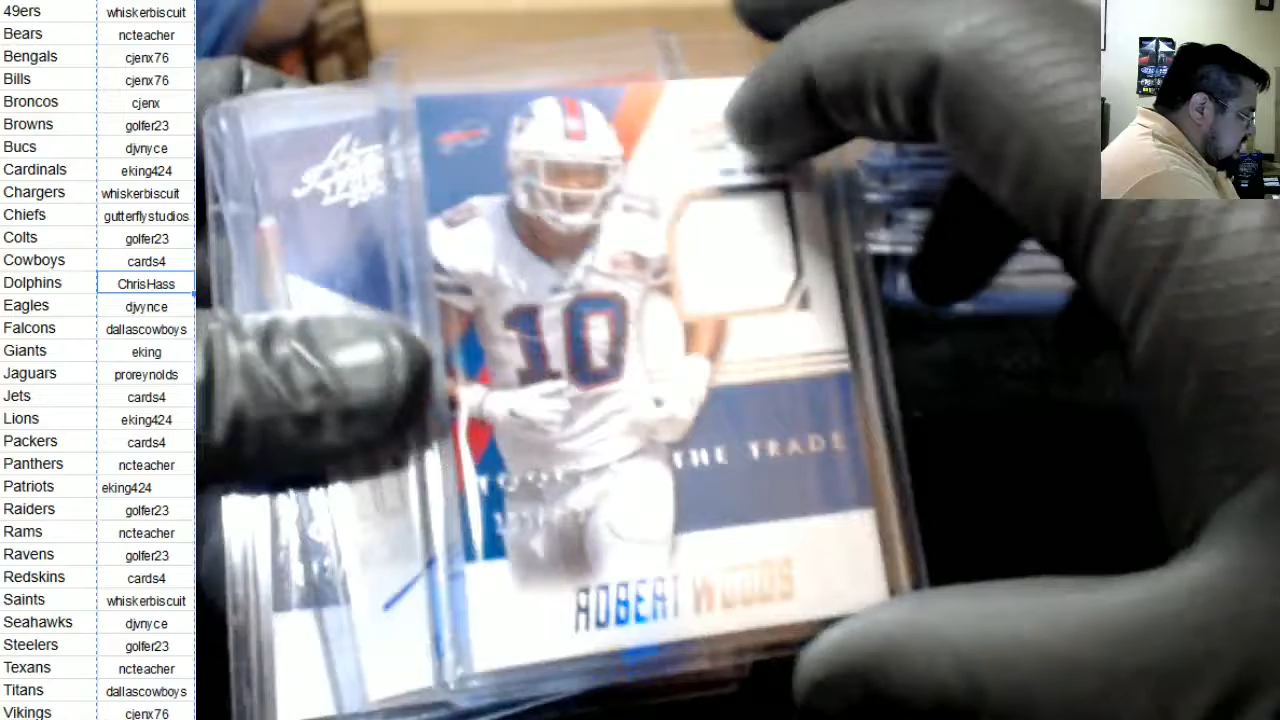 49ers whiskerbiscuit
Bears ncteacher
Bengals cjenx76
Bills cjenx76
Broncos cjenx
Browns golfer23
Bucs djvnyce
Cardinals eking424
Chargers whiskerbiscuit
Chiefs gutterflystudios
Colts golfer23
Cowboys cards4
Dolphins ChrisHass
Eagles djvynce
Falcons dallascowboys
Giants eking
Jaguars proreynolds
Jets cards4
Lions eking424
Packers cards4
Panthers ncteacher
Patriots eking424
Raiders golfer23
Rams ncteacher
Ravens golfer23
Redskins cards4
Saints whiskerbiscuit
Seahawks djvnyce
Steelers golfer23
Texans ncteacher
Titans dallascowboys
Vikings cjenx76
10
THE TRADE
ROBERT WOODS